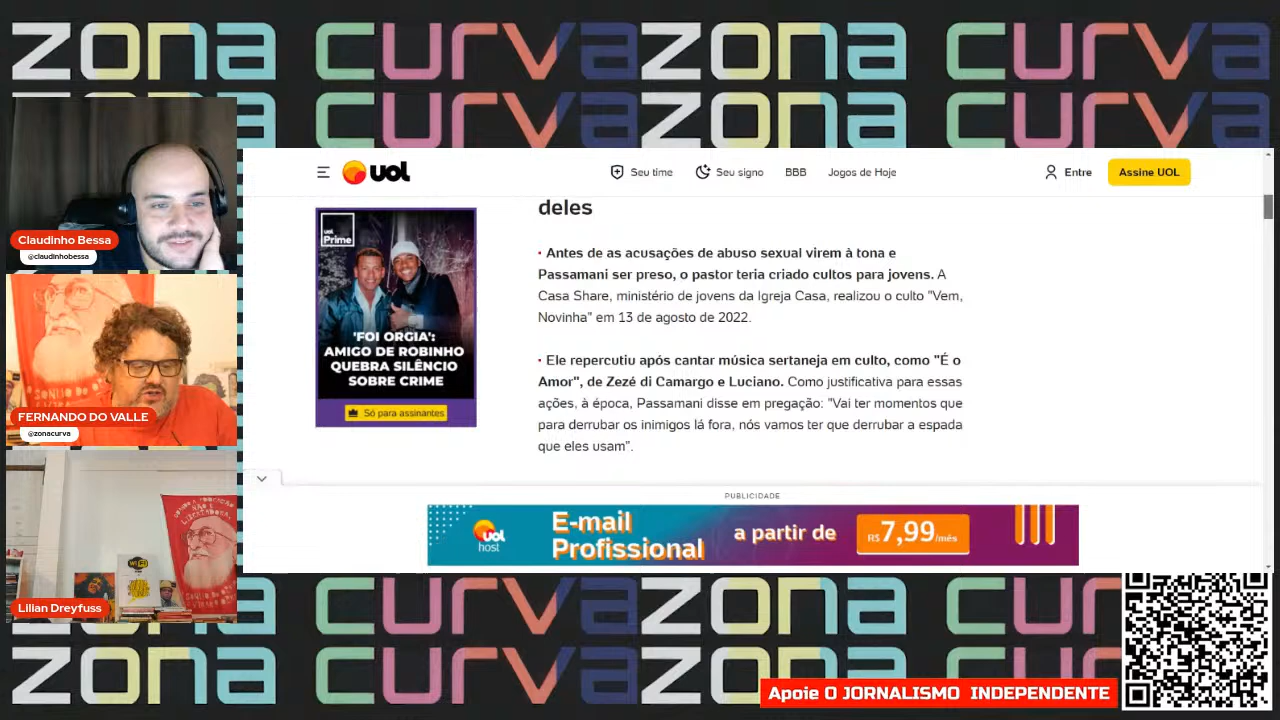 zona curva zona curva
zona curva zona curva
Claudinho Bessa
@claudinhobessa
FERNANDO DO VALLE
@zonacurva
Lilian Dreyfuss
uol
Seu time
Seu signo
BBB
Jogos de Hoje
Entre
Assine UOL
uol
Prime
'FOI ORGIA':
AMIGO DE ROBINHO
QUEBRA SILÊNCIO
SOBRE CRIME
Só para assinantes
deles
• Antes de as acusações de abuso sexual virem à tona e
Passamani ser preso, o pastor teria criado cultos para jovens. A
Casa Share, ministério de jovens da Igreja Casa, realizou o culto "Vem,
Novinha" em 13 de agosto de 2022.
• Ele repercutiu após cantar música sertaneja em culto, como "É o
Amor", de Zezé di Camargo e Luciano. Como justificativa para essas
ações, à época, Passamani disse em pregação: "Vai ter momentos que
para derrubar os inimigos lá fora, nós vamos ter que derrubar a espada
que eles usam".
PUBLICIDADE
uol
host
E-mail
Profissional
a partir de
R$ 7,99/mês
zona curva zona curva
zona curva zona
Apoie O JORNALISMO INDEPENDENTE